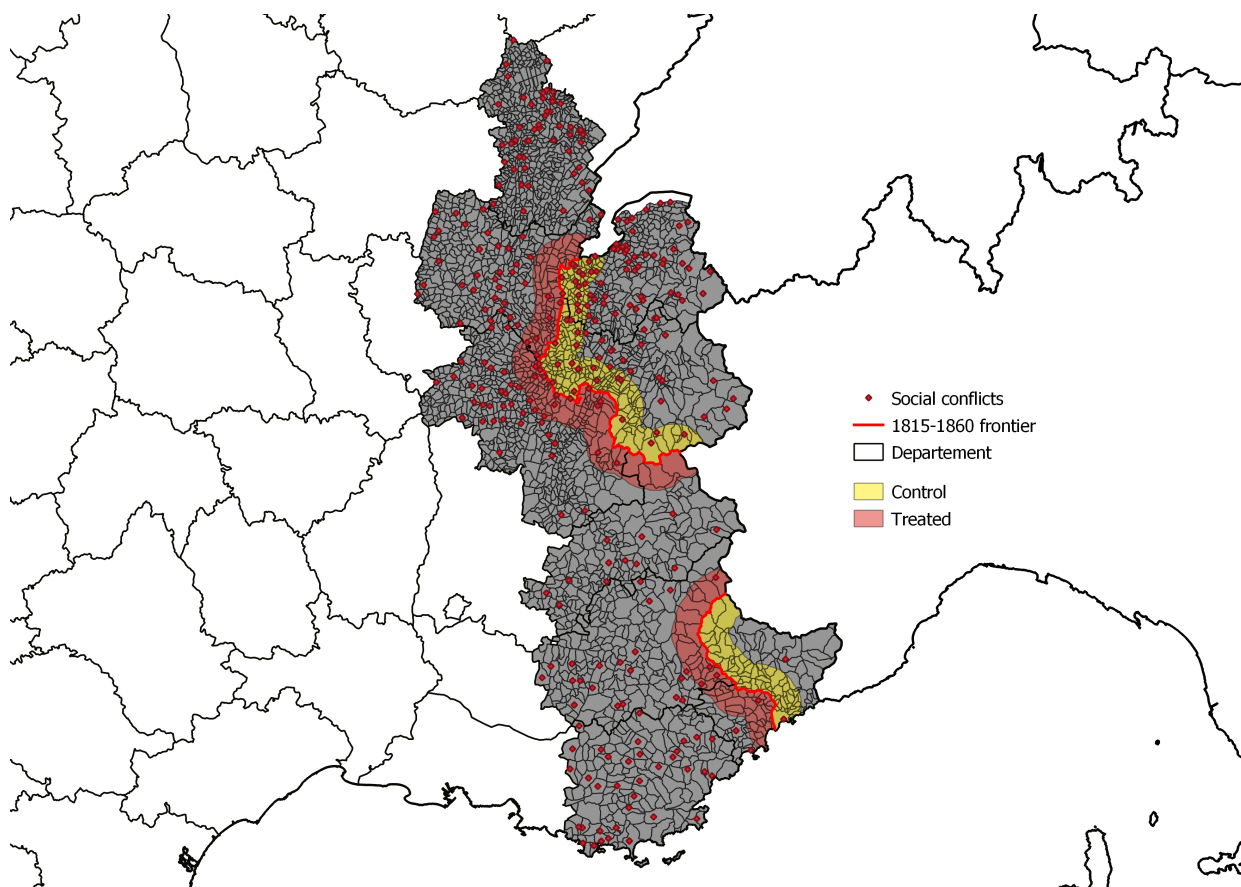 Social conflicts
1815-1860 frontier
Departement
Control
Treated